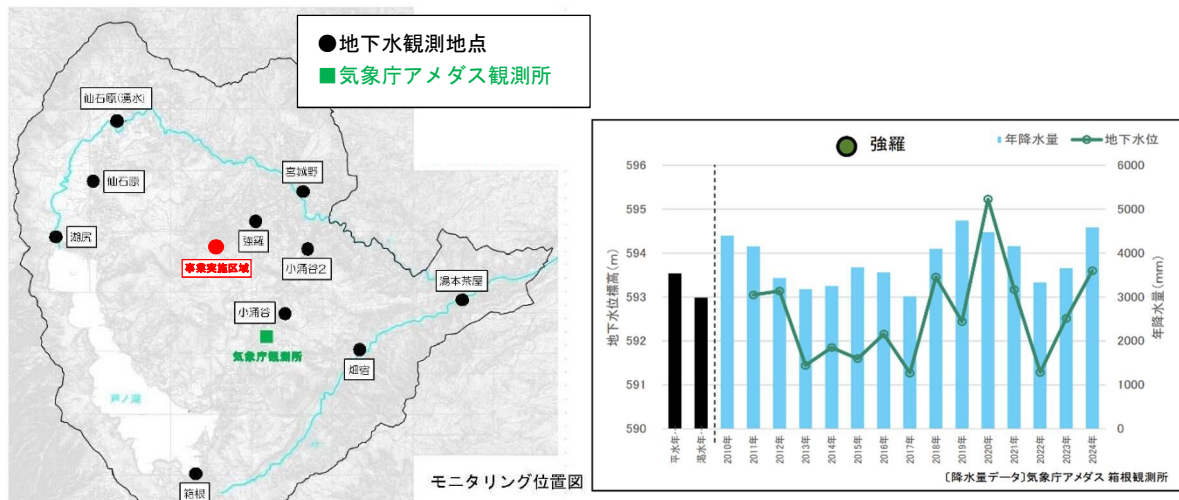 ●地下水観測地点
■気象庁アメダス観測所
仙石原(湧水)
仙石原
宮城野
湖尻
強羅
事業実施区域
小涌谷2
湯本茶屋
小涌谷
気象庁観測所
畑宿
芦ノ湖
箱根
モニタリング位置図
強羅
年降水量
地下水位
地下水位標高(m)
596
595
594
593
592
591
590
年降水量(mm)
6000
5000
4000
3000
2000
1000
0
平水年…
渇水年…
2010年
2011年
2012年
2013年
2014年
2015年
2016年
2017年
2018年
2019年
2020年
2021年
2022年
2023年
2024年
〔降水量データ〕気象庁アメダス 箱根観測所